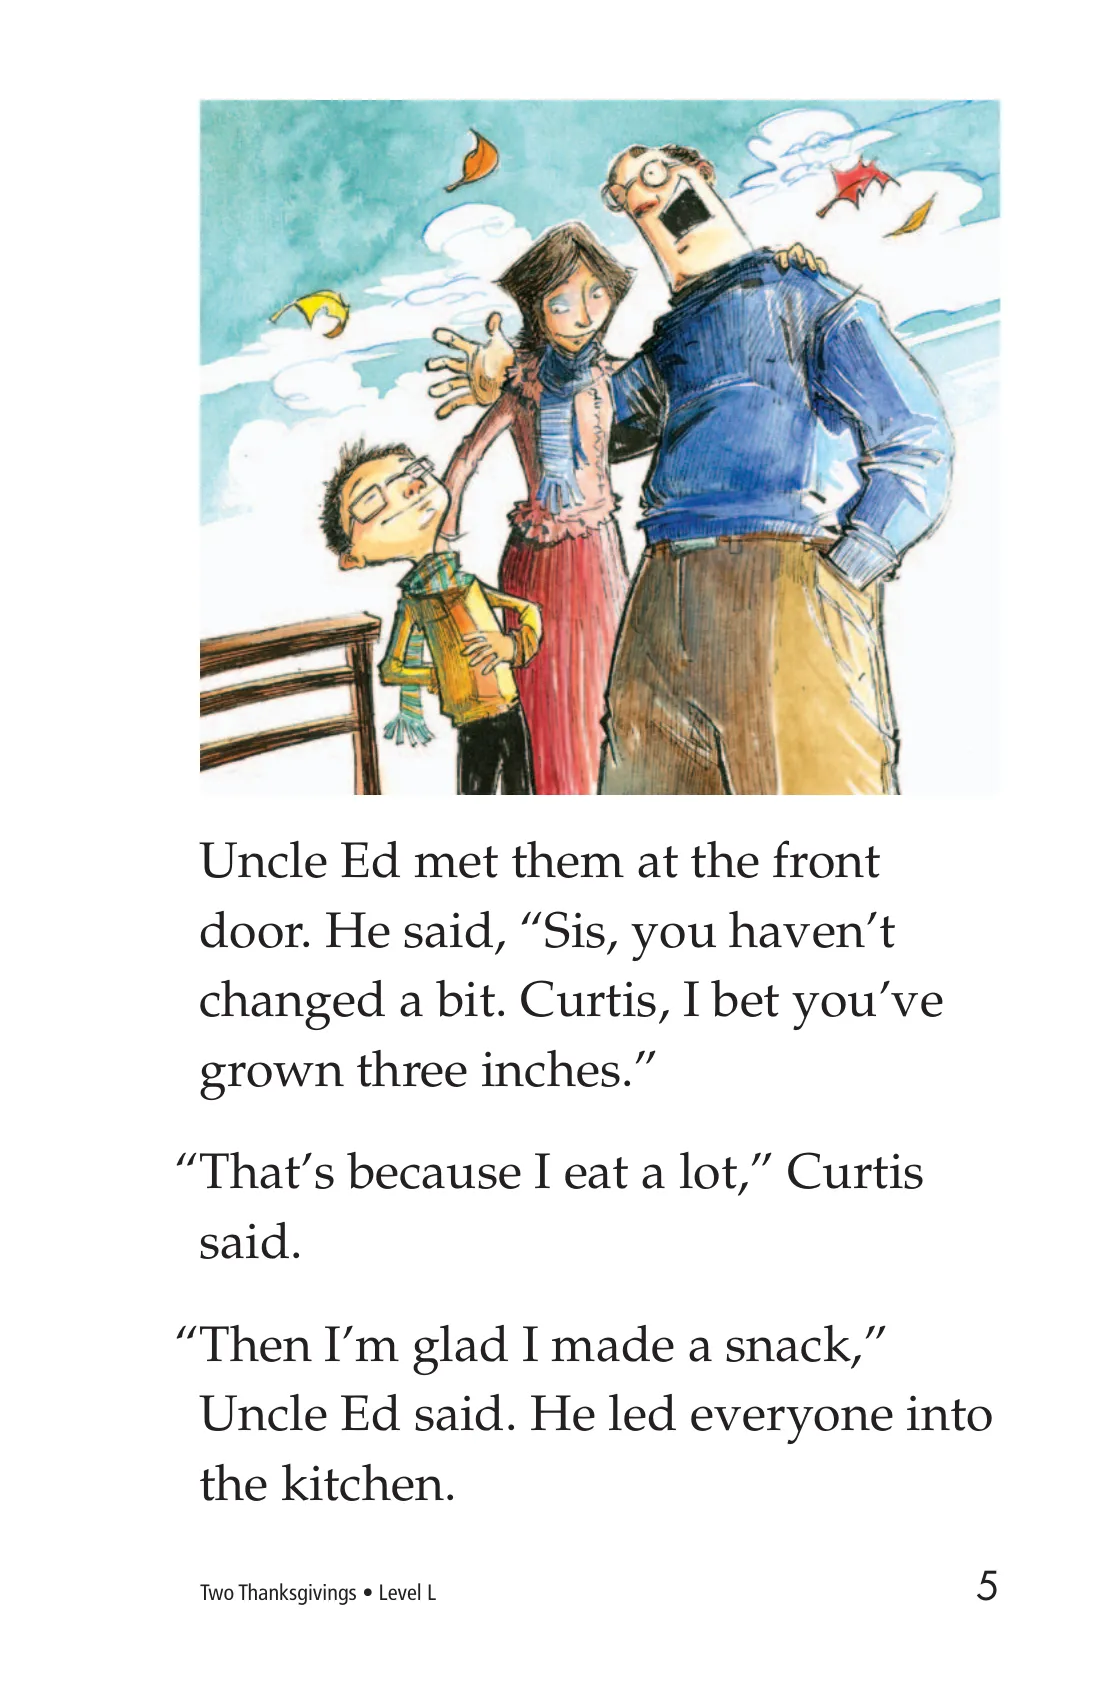 Uncle Ed met them at the front
door. He said, “Sis, you haven’t
changed a bit. Curtis, I bet you’ve
grown three inches.”
“That’s because I eat a lot,” Curtis
said.
“Then I’m glad I made a snack,”
Uncle Ed said. He led everyone into
the kitchen.
Two Thanksgivings • Level L
5